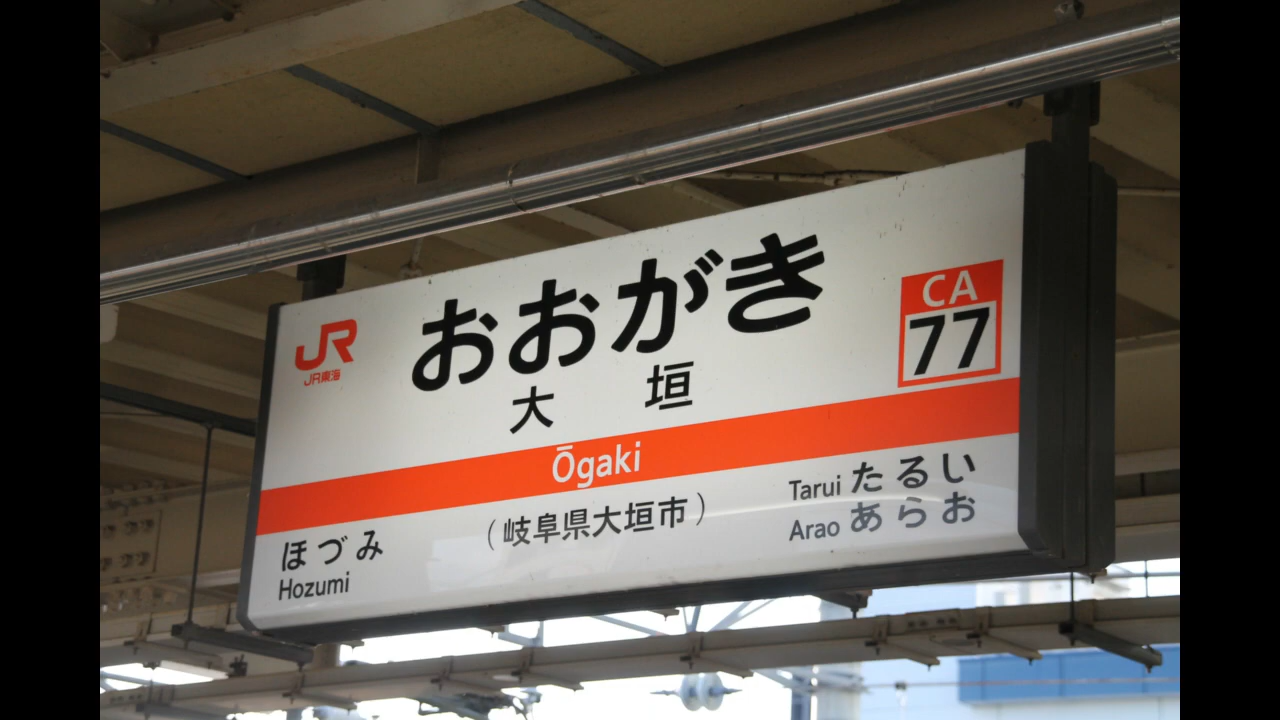 JR
JR東海
おおがき
大垣
CA
77
Ōgaki
ほづみ
Hozumi
(岐阜県大垣市)
Tarui たるい
Arao あらお